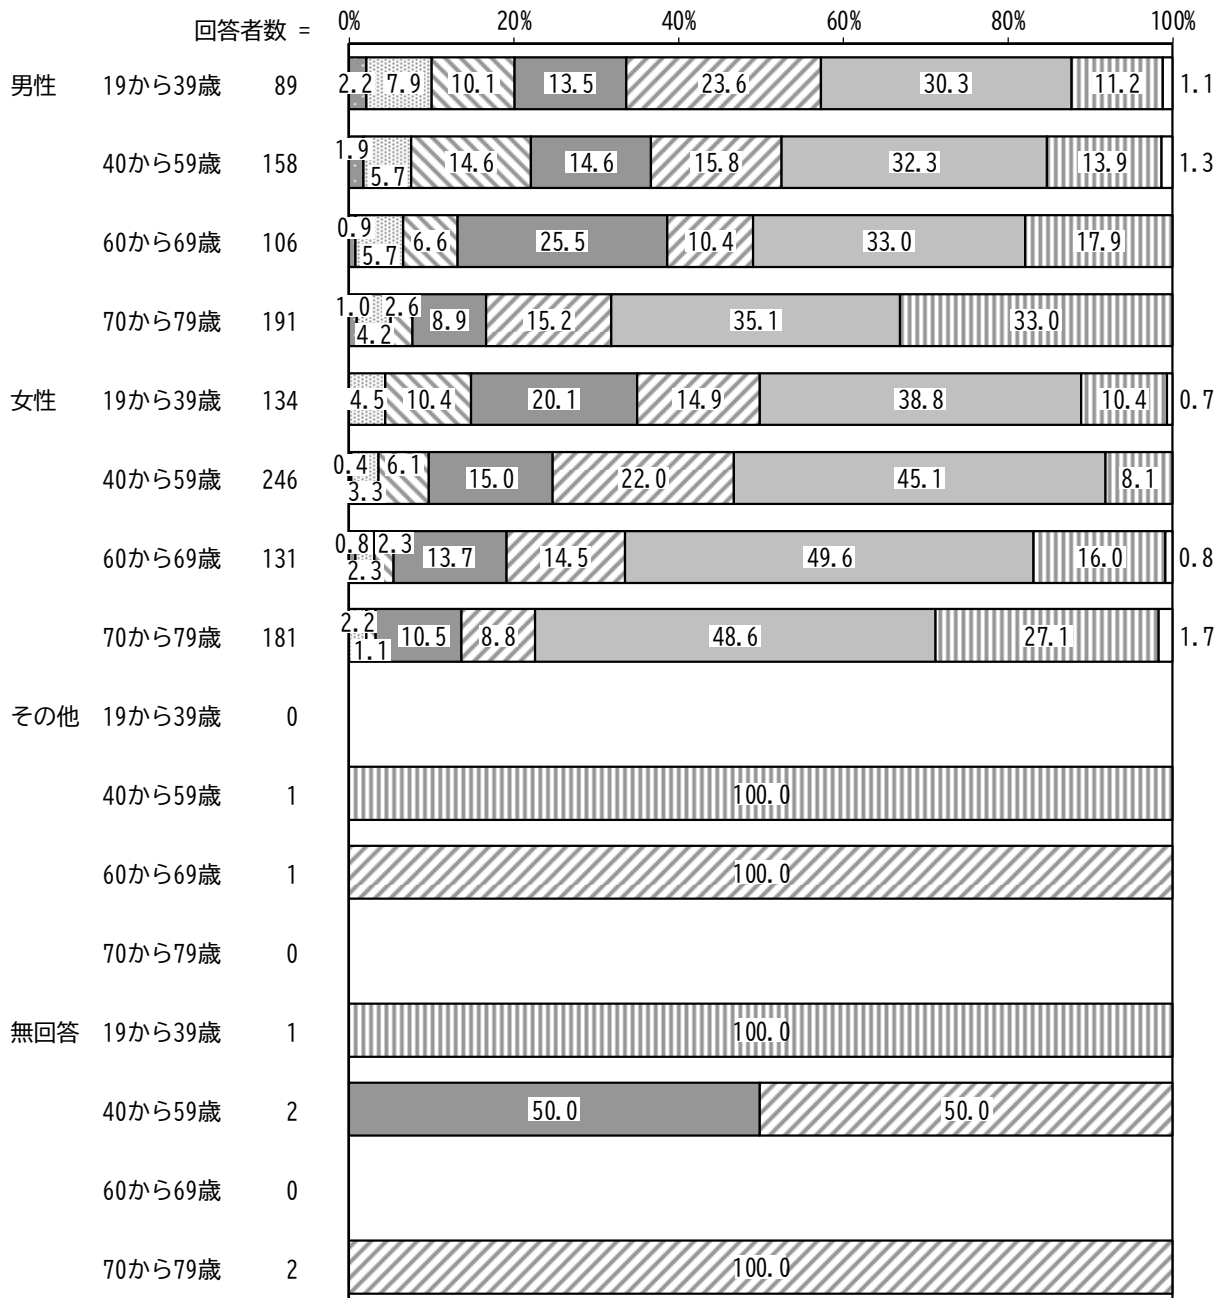 回答者数 = 0% 20% 40% 60% 80% 100%
男性 19から39歳 89 2.2 7.9 10.1 13.5 23.6 30.3 11.2 1.1
40から59歳 158 1.9 5.7 14.6 14.6 15.8 32.3 13.9 1.3
60から69歳 106 0.9 5.7 6.6 25.5 10.4 33.0 17.9
70から79歳 191 1.0 4.2 2.6 8.9 15.2 35.1 33.0
女性 19から39歳 134 4.5 10.4 20.1 14.9 38.8 10.4 0.7
40から59歳 246 0.4 3.3 6.1 15.0 22.0 45.1 8.1
60から69歳 131 0.8 2.3 2.3 13.7 14.5 49.6 16.0 0.8
70から79歳 181 2.2 1.1 10.5 8.8 48.6 27.1 1.7
その他 19から39歳 0
40から59歳 1 100.0
60から69歳 1 100.0
70から79歳 0
無回答 19から39歳 1 100.0
40から59歳 2 50.0 50.0
60から69歳 0
70から79歳 2 100.0